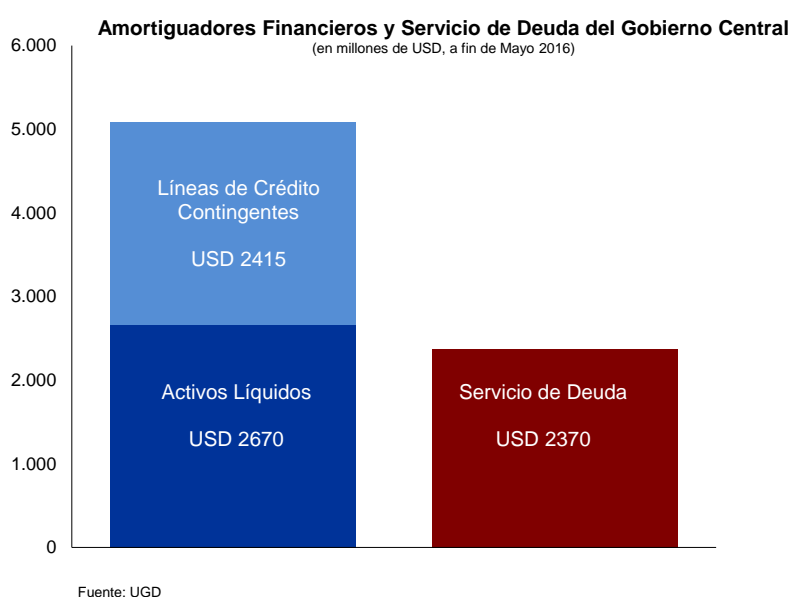 Amortiguadores Financieros y Servicio de Deuda del Gobierno Central
(en millones de USD, a fin de Mayo 2016)
6.000
5.000
4.000
3.000
2.000
1.000
0
Líneas de Crédito
Contingentes
USD 2415
Activos Líquidos
USD 2670
Servicio de Deuda
USD 2370
Fuente: UGD